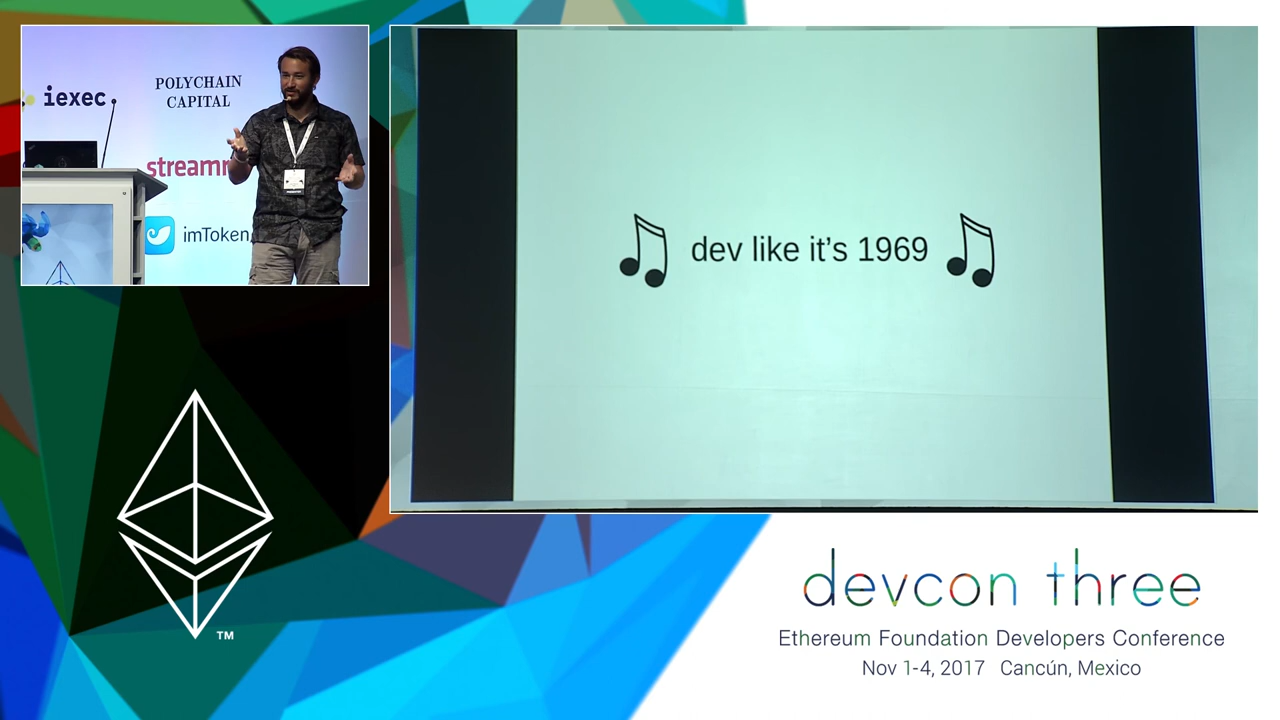 iexec
POLYCHAIN
CAPITAL
streamr
imToken
dev like it's 1969
TM
devcon three
Ethereum Foundation Developers Conference
Nov 1-4, 2017 Cancún, Mexico